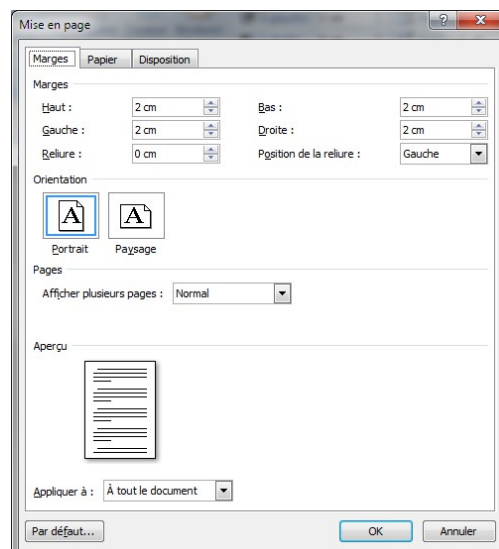 Mise en page
Marges Papier Disposition
Marges
Haut : 2 cm Bas : 2 cm
Gauche : 2 cm Droite : 2 cm
Reliure : 0 cm Position de la reliure : Gauche
Orientation
A A
Portrait Paysage
Pages
Afficher plusieurs pages : Normal
Aperçu
Appliquer à : À tout le document
Par défaut... OK Annuler